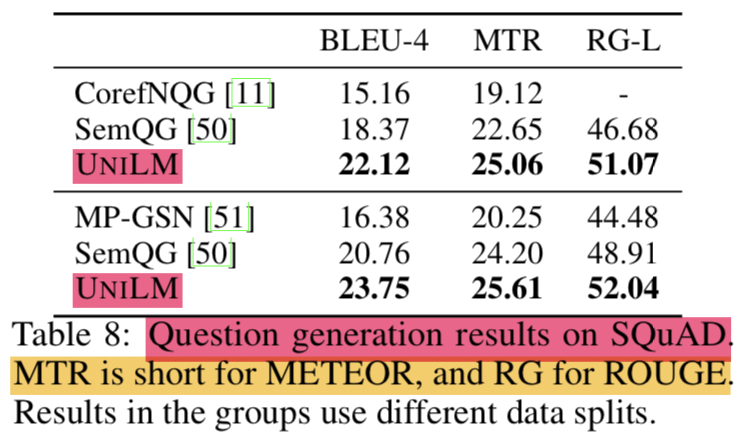 BLEU-4 MTR RG-L
CorefNQG [11] 15.16 19.12 -
SemQG [50] 18.37 22.65 46.68
UNILM 22.12 25.06 51.07
MP-GSN [51] 16.38 20.25 44.48
SemQG [50] 20.76 24.20 48.91
UNILM 23.75 25.61 52.04
Table 8: Question generation results on SQuAD.
MTR is short for METEOR, and RG for ROUGE.
Results in the groups use different data splits.